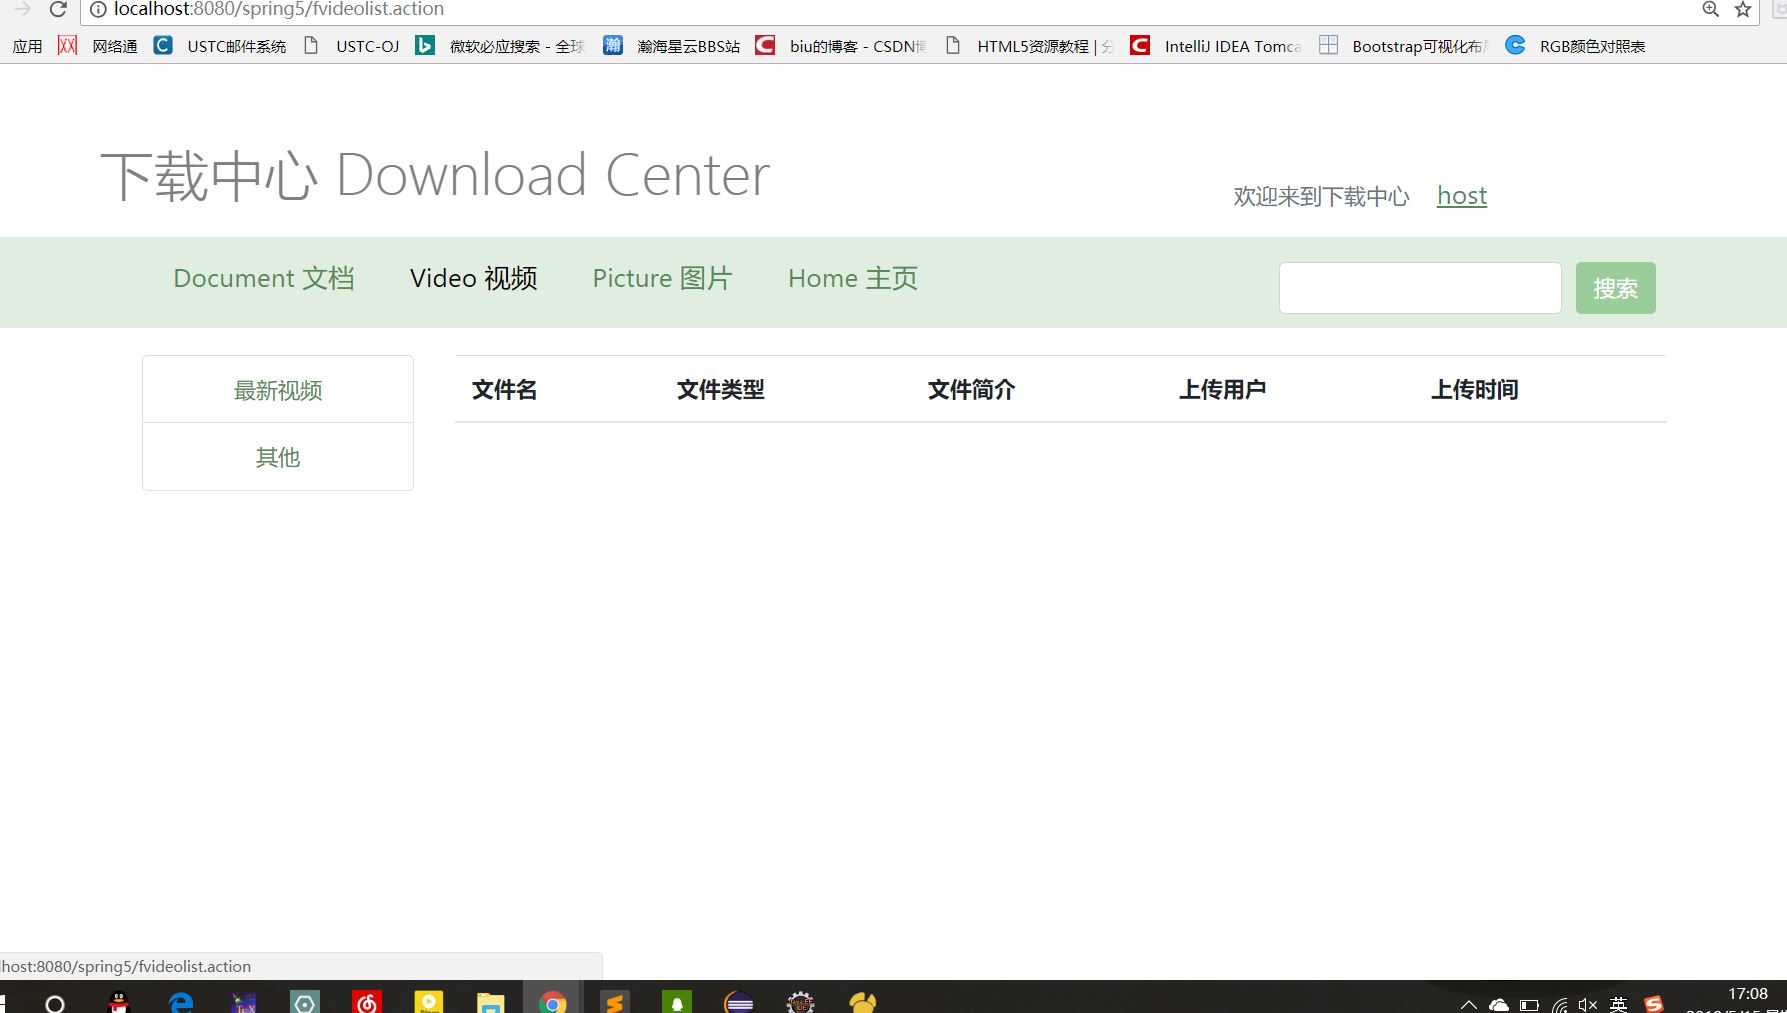 localhost:8080/spring5/fvideolist.action
应用 网络通 USTC邮件系统 USTC-OJ 微软必应搜索 - 全球 瀚海星云BBS站 biu的博客 - CSDN博 HTML5资源教程 | 分 IntelliJ IDEA Tomca Bootstrap可视化布局 RGB颜色对照表
下载中心 Download Center
欢迎来到下载中心 host
Document 文档 Video 视频 Picture 图片 Home 主页 搜索
最新视频 文件名 文件类型 文件简介 上传用户 上传时间
其他
lhost:8080/spring5/fvideolist.action
英 17:08